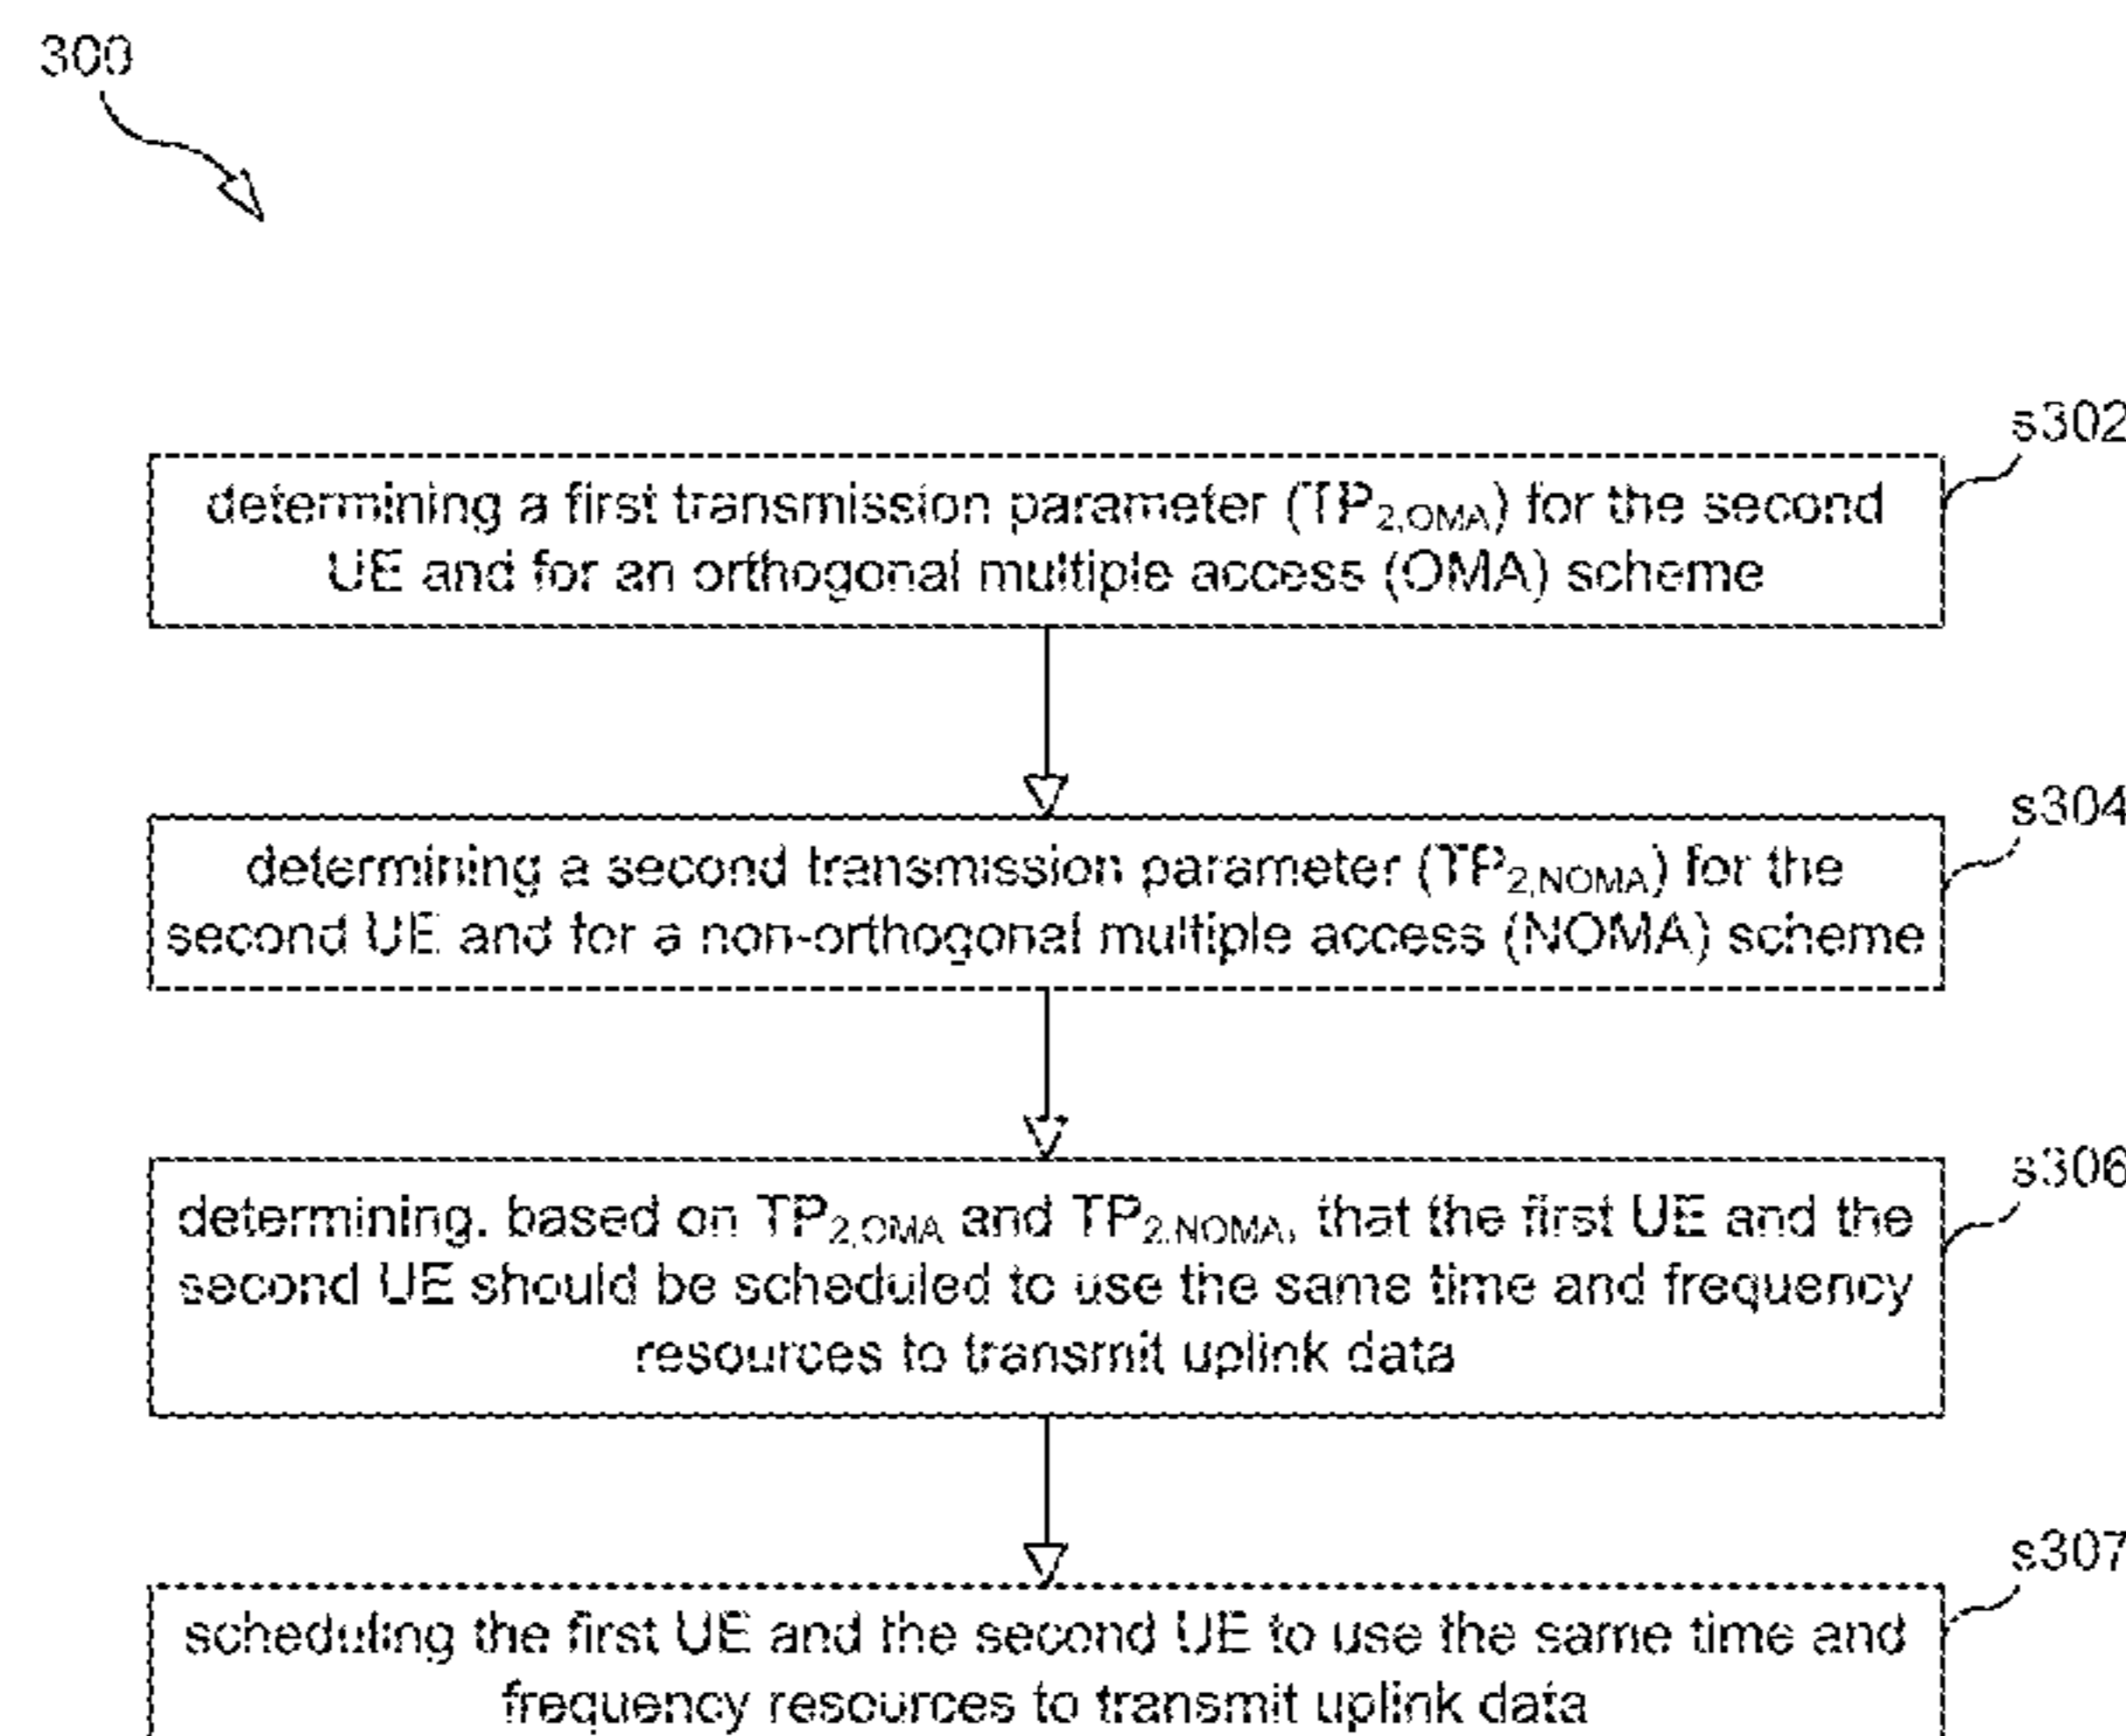 300
s302
determining a first transmission parameter (TP2,OMA) for the second
UE and for an orthogonal multiple access (OMA) scheme
s304
determining a second transmission parameter (TP2,NOMA) for the
second UE and for a non-orthogonal multiple access (NOMA) scheme
s306
determining, based on TP2,OMA and TP2,NOMA, that the first UE and the
second UE should be scheduled to use the same time and frequency
resources to transmit uplink data
s307
scheduling the first UE and the second UE to use the same time and
frequency resources to transmit uplink data